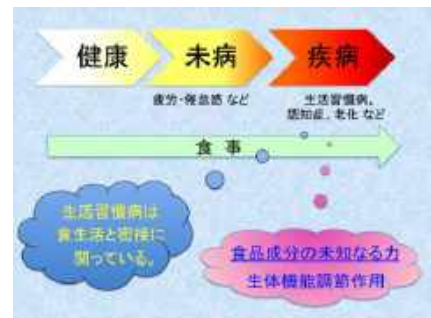 健康
未病
疾病
疲労・倦怠感 など
生活習慣病、
認知症、老化 など
食 事
生活習慣病は
食生活と密接に
関っている。
食品成分の未知なる力
生体機能調節作用